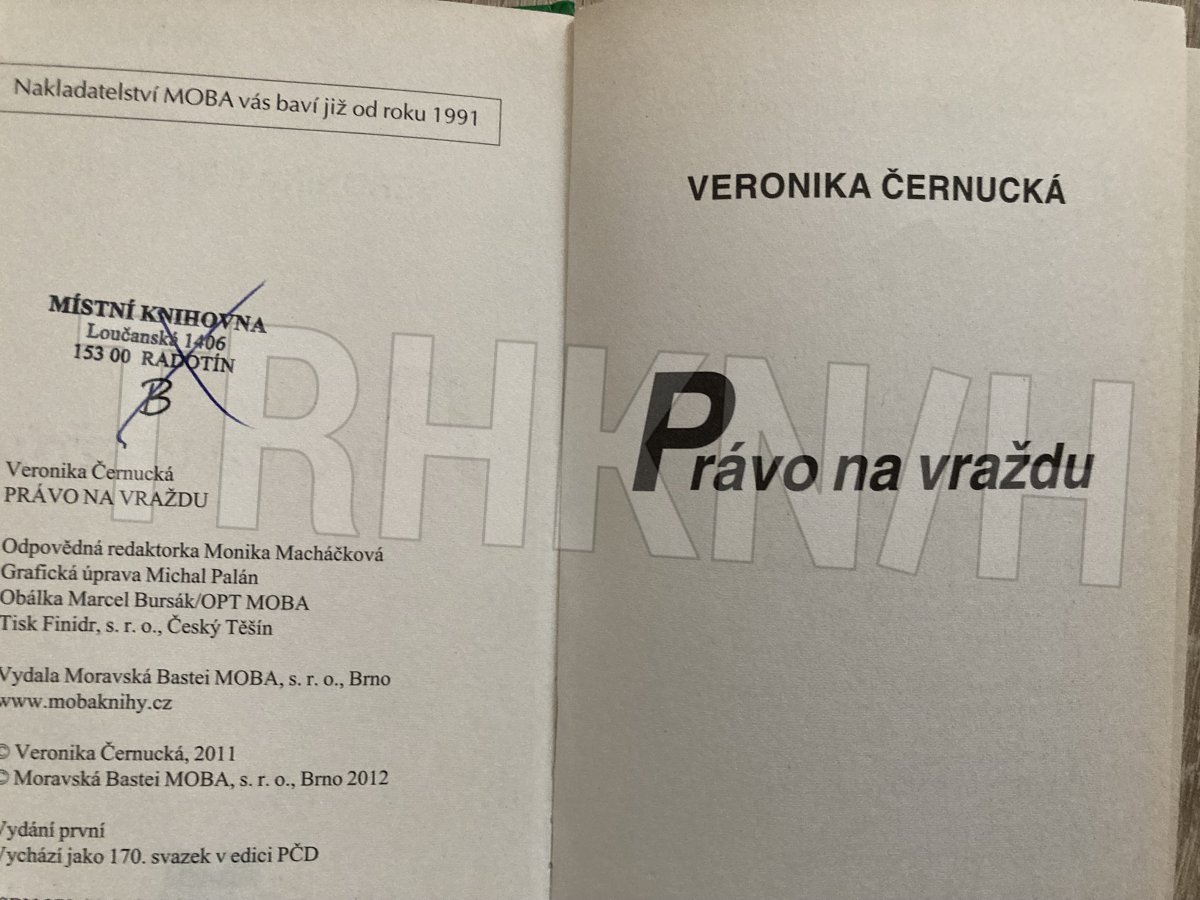 Nakladatelství MOBA vás baví již od roku 1991
MÍSTNÍ KNIHOVNA
Loučanská 1406
153 00 RADOTÍN
B
Veronika Černucká
PRÁVO NA VRAŽDU
Odpovědná redaktorka Monika Macháčková
Grafická úprava Michal Palán
Obálka Marcel Bursák/OPT MOBA
Tisk Finidr, s. r. o., Český Těšín
Vydala Moravská Bastei MOBA, s. r. o., Brno
www.mobaknihy.cz
© Veronika Černucká, 2011
© Moravská Bastei MOBA, s. r. o., Brno 2012
Vydání první
Vychází jako 170. svazek v edici PČD
VERONIKA ČERNUCKÁ
Právo na vraždu
TRHKNIH